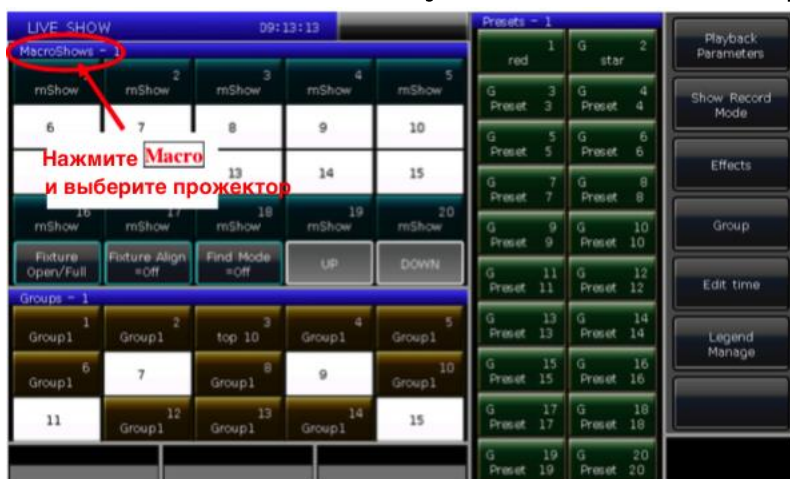 LIVE SHOW 09:13:13
MacroShows - 1
2 3 4 5
mShow mShow mShow mShow mShow
6 7 8 9 10
Нажмите Macro
и выберите прожектор
13 14 15
16 17 18 19 20
mShow mShow mShow mShow mShow
Fixture Open/Full
Fixture Align =Off
Find Mode =Off
UP
DOWN
Groups - 1
1 2 3 4 5
Group1 Group1 top 10 Group1 Group1
6 7 8 9 10
Group1 Group1 Group1
11 12 13 14 15
Group1 Group1 Group1
Presets - 1
1 G 2
red star
G 3 G 4
Preset 3 Preset 4
G 5 G 6
Preset 5 Preset 6
G 7 G 8
Preset 7 Preset 8
G 9 G 10
Preset 9 Preset 10
G 11 G 12
Preset 11 Preset 12
G 13 G 14
Preset 13 Preset 14
G 15 G 16
Preset 15 Preset 16
G 17 G 18
Preset 17 Preset 18
G 19 G 20
Preset 19 Preset 20
Playback
Parameters
Show Record
Mode
Effects
Group
Edit time
Legend
Manage